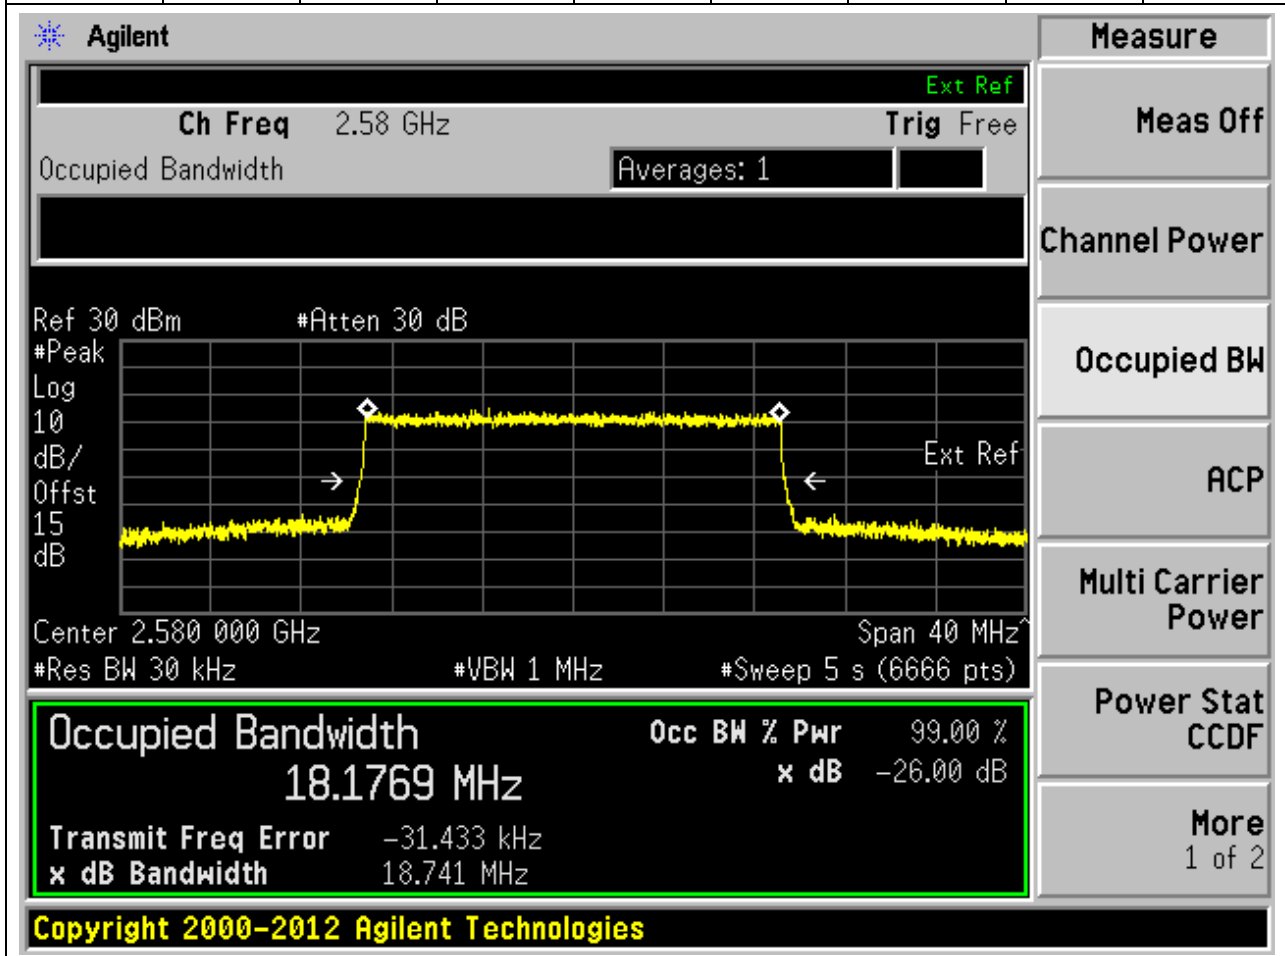 Agilent
Measure
Ext Ref
Ch Freq 2.58 GHz
Trig Free
Meas Off
Occupied Bandwidth
Averages: 1
Channel Power
Ref 30 dBm
#Atten 30 dB
#Peak
Log
10
dB/
Offst
15
dB
Ext Ref
Occupied BW
ACP
Center 2.580 000 GHz
Span 40 MHz^
#Res BW 30 kHz
#VBW 1 MHz
#Sweep 5 s (6666 pts)
Multi Carrier
Power
Occupied Bandwidth
18.1769 MHz
Occ BW % Pwr 99.00 %
x dB -26.00 dB
Transmit Freq Error -31.433 kHz
x dB Bandwidth 18.741 MHz
Power Stat
CCDF
More
1 of 2
Copyright 2000-2012 Agilent Technologies